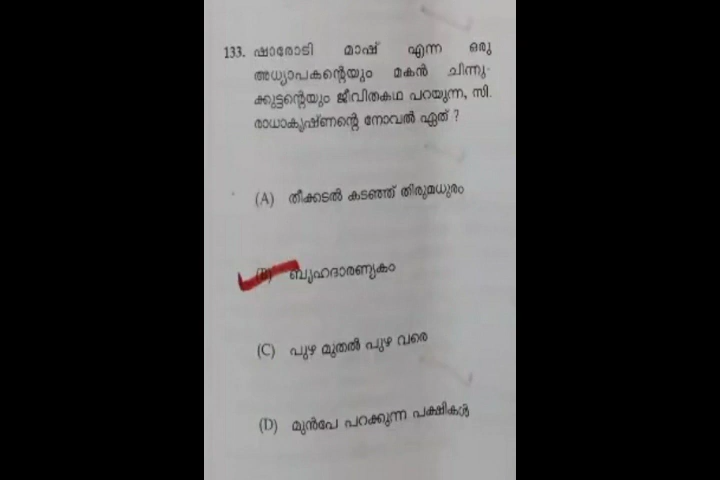 133. ഷാരോടി മാഷ് എന്ന ഒരു
അധ്യാപകന്റെയും മകൻ ചിന്നു-
ക്കുട്ടന്റെയും ജീവിതകഥ പറയുന്ന, സി.
രാധാകൃഷ്ണന്റെ നോവൽ ഏത് ?
(A) തീക്കടൽ കടഞ്ഞ് തിരുമധുരം
(B) ബൃഹദാരണ്യകം
(C) പുഴ മുതൽ പുഴ വരെ
(D) മുൻപേ പറക്കുന്ന പക്ഷികൾ